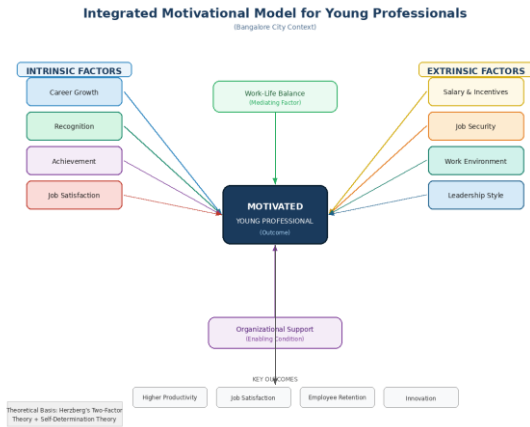 Integrated Motivational Model for Young Professionals
(Bangalore City Context)
INTRINSIC FACTORS
Career Growth
Recognition
Achievement
Job Satisfaction
Work-Life Balance
(Mediating Factor)
EXTRINSIC FACTORS
Salary & Incentives
Job Security
Work Environment
Leadership Style
MOTIVATED
YOUNG PROFESSIONAL
(Outcome)
Organizational Support
(Enabling Condition)
KEY OUTCOMES
Higher Productivity
Job Satisfaction
Employee Retention
Innovation
Theoretical Basis: Herzberg's Two-Factor
Theory + Self-Determination Theory